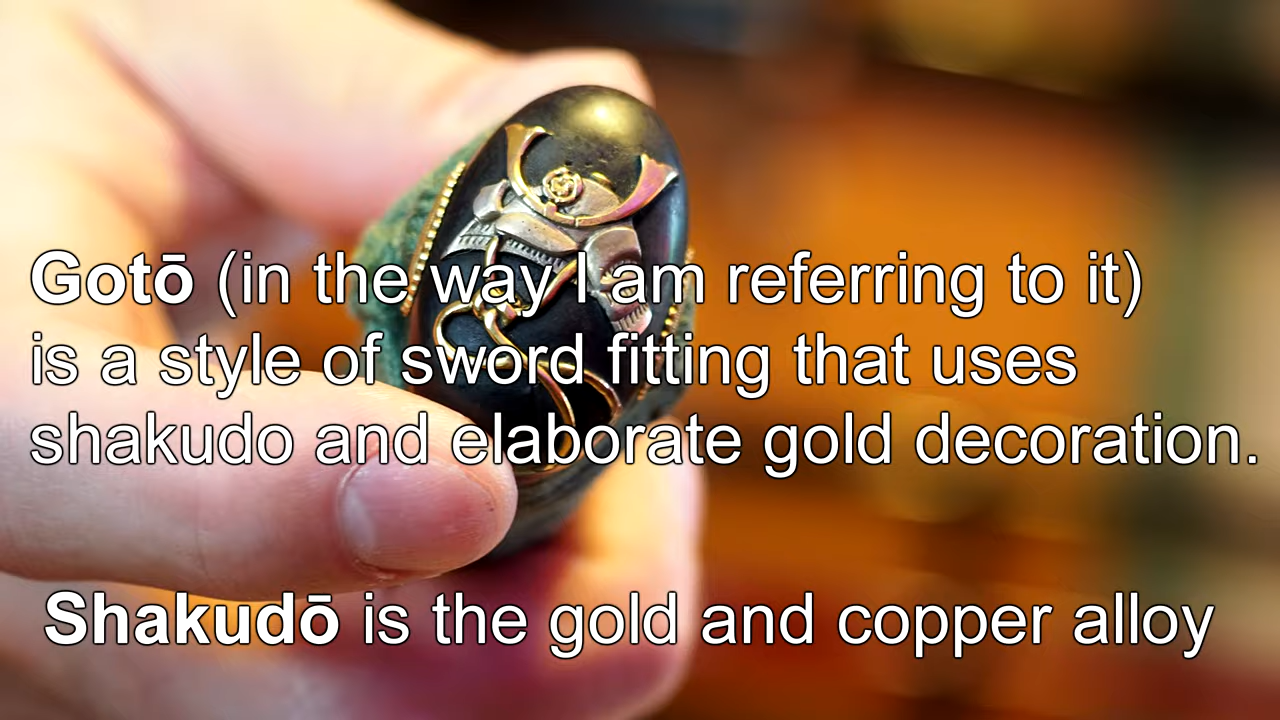 Gotō (in the way I am referring to it)
is a style of sword fitting that uses
shakudo and elaborate gold decoration.
Shakudō is the gold and copper alloy